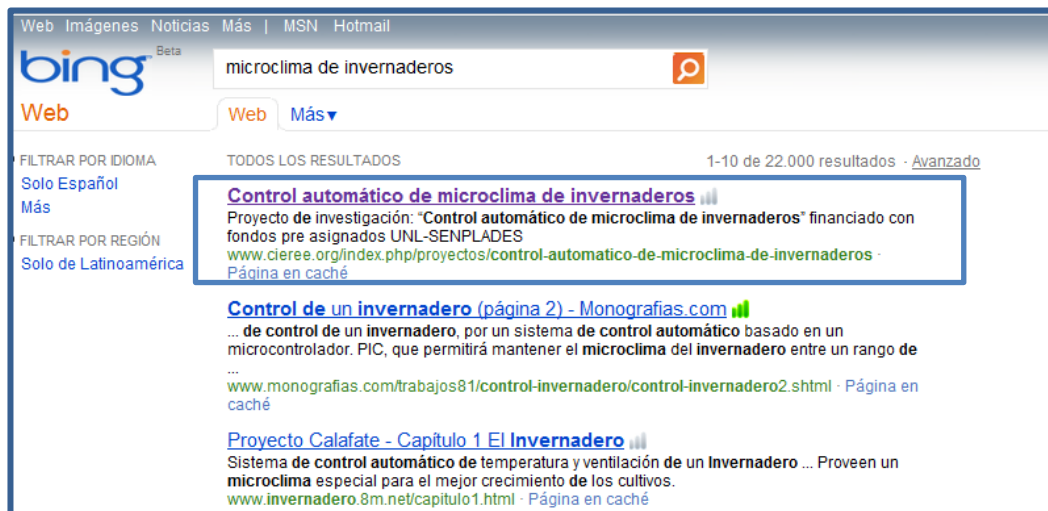 Web Imágenes Noticias Más | MSN Hotmail
bing Beta
microclima de invernaderos
Web
Web Más▾
FILTRAR POR IDIOMA
Solo Español
Más
FILTRAR POR REGIÓN
Solo de Latinoamérica
TODOS LOS RESULTADOS 1-10 de 22.000 resultados · Avanzado
Control automático de microclima de invernaderos
Proyecto de investigación: "Control automático de microclima de invernaderos" financiado con
fondos pre asignados UNL-SENPLADES
www.cieree.org/index.php/proyectos/control-automatico-de-microclima-de-invernaderos ·
Página en caché
Control de un invernadero (página 2) - Monografias.com
... de control de un invernadero, por un sistema de control automático basado en un
microcontrolador. PIC, que permitirá mantener el microclima del invernadero entre un rango de
...
www.monografias.com/trabajos81/control-invernadero/control-invernadero2.shtml · Página en
caché
Proyecto Calafate - Capítulo 1 El Invernadero
Sistema de control automático de temperatura y ventilación de un Invernadero ... Proveen un
microclima especial para el mejor crecimiento de los cultivos.
www.invernadero.8m.net/capitulo1.html · Página en caché